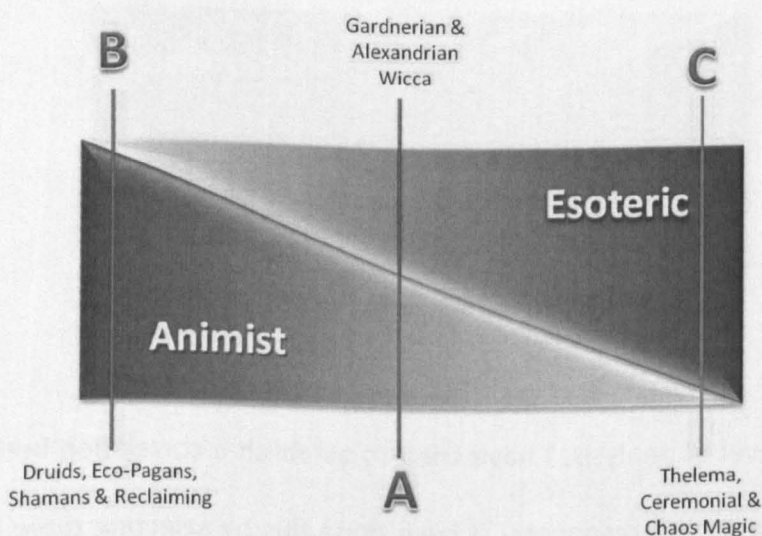 B
Gardnerian &
Alexandrian
Wicca
C
Esoteric
Animist
Druids, Eco-Pagans,
Shamans & Reclaiming
A
Thelema,
Ceremonial &
Chaos Magic